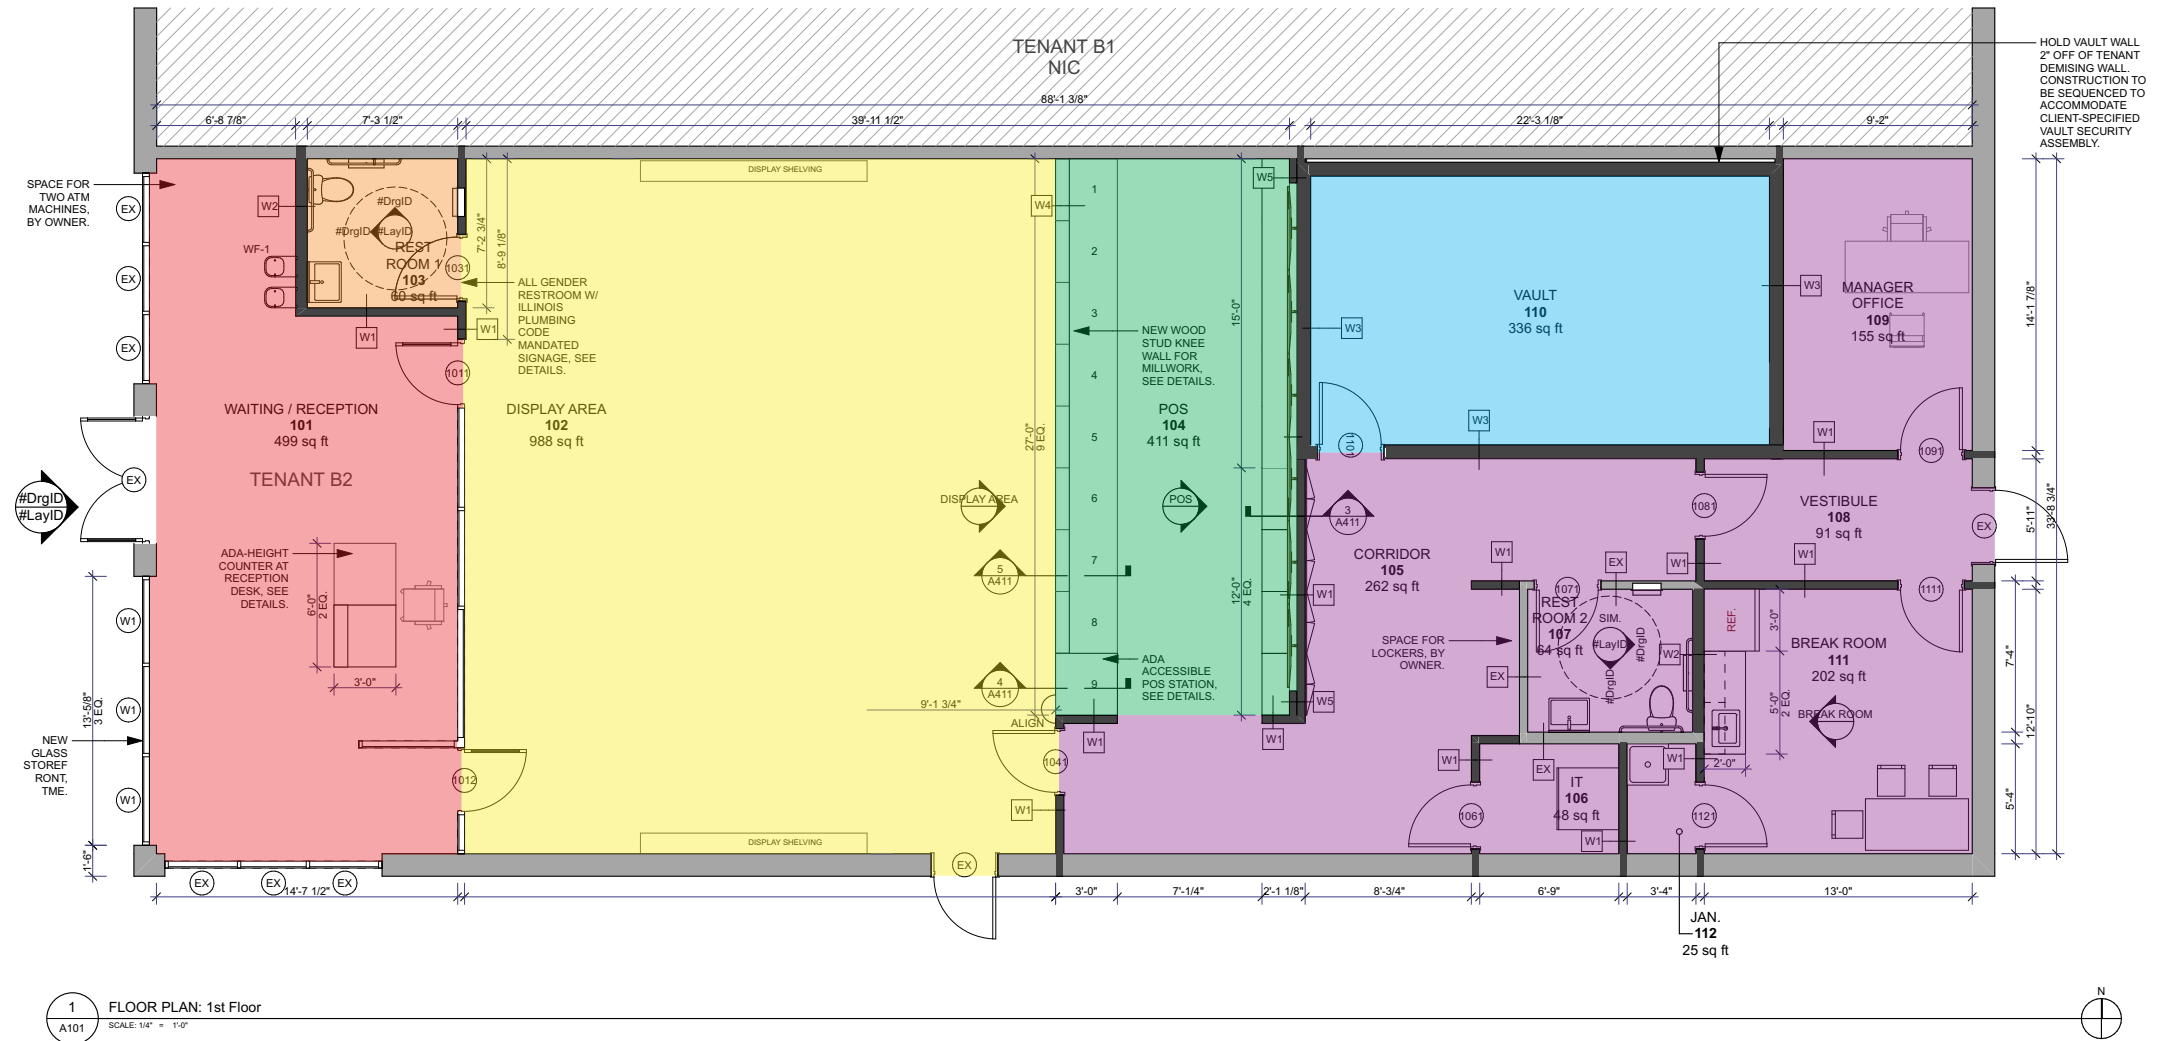 TENANT B1
NIC
88'-1 3/8"
6'-8 7/8"
7'-3 1/2"
39'-11 1/2"
22'-3 1/8"
9'-2"
HOLD VAULT WALL
2" OFF OF TENANT
DEMISING WALL.
CONSTRUCTION TO
BE SEQUENCED TO
ACCOMMODATE
CLIENT-SPECIFIED
VAULT SECURITY
ASSEMBLY.
SPACE FOR
TWO ATM
MACHINES,
BY OWNER.
EX
EX
EX
W2
WF-1
#DrgID
#DrgID
#LayID
REST
ROOM 1
103
60 sq ft
1031
W1
W1
1011
7'-2 3/4"
8'-9 1/8"
ALL GENDER
RESTROOM W/
ILLINOIS
PLUMBING
CODE
MANDATED
SIGNAGE, SEE
DETAILS.
DISPLAY SHELVING
W4
W5
1
2
3
4
5
6
7
8
9
15'-0"
NEW WOOD
STUD KNEE
WALL FOR
MILLWORK,
SEE DETAILS.
W3
VAULT
110
336 sq ft
W3
W3
1101
MANAGER
OFFICE
109
155 sq ft
W1
1091
14'-1 7/8"
WAITING / RECEPTION
101
499 sq ft
TENANT B2
DISPLAY AREA
102
988 sq ft
27'-0"
9 EQ.
POS
104
411 sq ft
EX
#DrgID
#LayID
DISPLAY AREA
POS
3
A411
5
A411
4
A411
CORRIDOR
105
262 sq ft
1081
VESTIBULE
108
91 sq ft
EX
5'-11"
33'-8 3/4"
ADA-HEIGHT
COUNTER AT
RECEPTION
DESK, SEE
DETAILS.
6'-0"
2 EQ.
3'-0"
12'-0"
4 EQ.
W1
W1
EX
W1
W1
1071
1111
REST
ROOM 2
107
64 sq ft
SIM.
#LayID
#DrgID
#DrgID
W2
EX
SPACE FOR
LOCKERS, BY
OWNER.
REF.
3'-0"
5'-0"
2 EQ.
2'-0"
BREAK ROOM
111
202 sq ft
BREAK ROOM
7'-4"
12'-10"
5'-4"
W1
W1
W1
13'-5/8"
3 EQ.
1'-6"
NEW
GLASS
STOREF
RONT,
TME.
ADA
ACCESSIBLE
POS STATION,
SEE DETAILS.
9'-1 3/4"
ALIGN
W1
W1
W5
1012
1041
W1
W1
EX
W1
IT
106
48 sq ft
1061
W1
1121
DISPLAY SHELVING
EX
EX
EX
EX
14'-7 1/2"
3'-0"
7'-1/4"
2'-1 1/8"
8'-3/4"
6'-9"
3'-4"
13'-0"
JAN.
112
25 sq ft
1
A101
FLOOR PLAN: 1st Floor
SCALE: 1/4" = 1'-0"
N